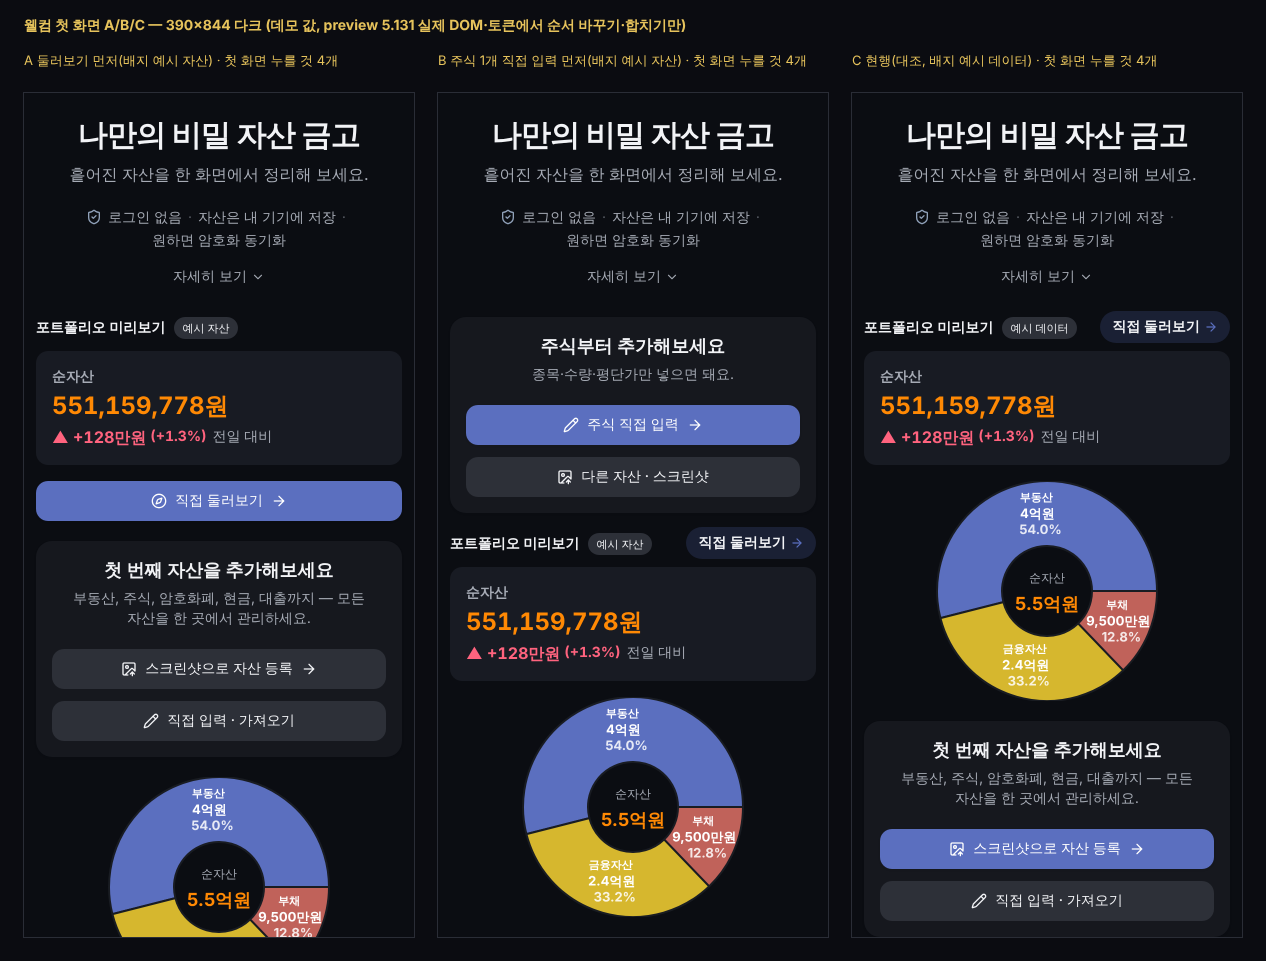 웰컴 첫 화면 A/B/C — 390×844 다크 (데모 값, preview 5.131 실제 DOM·토큰에서 순서 바꾸기·합치기만)
A 둘러보기 먼저(배지 예시 자산) · 첫 화면 누를 것 4개
나만의 비밀 자산 금고
흩어진 자산을 한 화면에서 정리해 보세요.
로그인 없음 · 자산은 내 기기에 저장 ·
원하면 암호화 동기화
자세히 보기
포트폴리오 미리보기 예시 자산
순자산
551,159,778원
▲ +128만원 (+1.3%) 전일 대비
직접 둘러보기 →
첫 번째 자산을 추가해보세요
부동산, 주식, 암호화폐, 현금, 대출까지 — 모든
자산을 한 곳에서 관리하세요.
스크린샷으로 자산 등록 →
직접 입력 · 가져오기
부동산
4억원
54.0%
순자산
5.5억원
부채
9,500만원
12.8%
B 주식 1개 직접 입력 먼저(배지 예시 자산) · 첫 화면 누를 것 4개
나만의 비밀 자산 금고
흩어진 자산을 한 화면에서 정리해 보세요.
로그인 없음 · 자산은 내 기기에 저장 ·
원하면 암호화 동기화
자세히 보기
주식부터 추가해보세요
종목·수량·평단가만 넣으면 돼요.
주식 직접 입력 →
다른 자산 · 스크린샷
포트폴리오 미리보기 예시 자산 직접 둘러보기 →
순자산
551,159,778원
▲ +128만원 (+1.3%) 전일 대비
부동산
4억원
54.0%
순자산
5.5억원
부채
9,500만원
12.8%
금융자산
2.4억원
33.2%
C 현행(대조, 배지 예시 데이터) · 첫 화면 누를 것 4개
나만의 비밀 자산 금고
흩어진 자산을 한 화면에서 정리해 보세요.
로그인 없음 · 자산은 내 기기에 저장 ·
원하면 암호화 동기화
자세히 보기
포트폴리오 미리보기 예시 데이터 직접 둘러보기 →
순자산
551,159,778원
▲ +128만원 (+1.3%) 전일 대비
부동산
4억원
54.0%
순자산
5.5억원
부채
9,500만원
12.8%
금융자산
2.4억원
33.2%
첫 번째 자산을 추가해보세요
부동산, 주식, 암호화폐, 현금, 대출까지 — 모든
자산을 한 곳에서 관리하세요.
스크린샷으로 자산 등록 →
직접 입력 · 가져오기